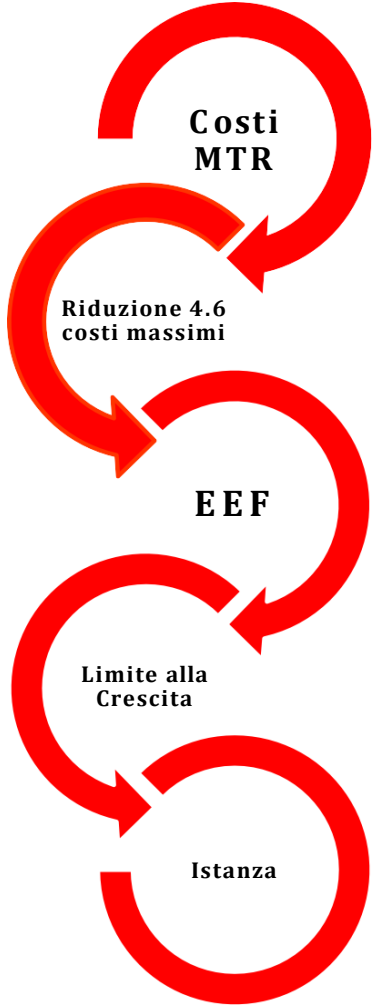 Costi
MTR
Riduzione 4.6
costi massimi
EEF
Limite alla
Crescita
Istanza